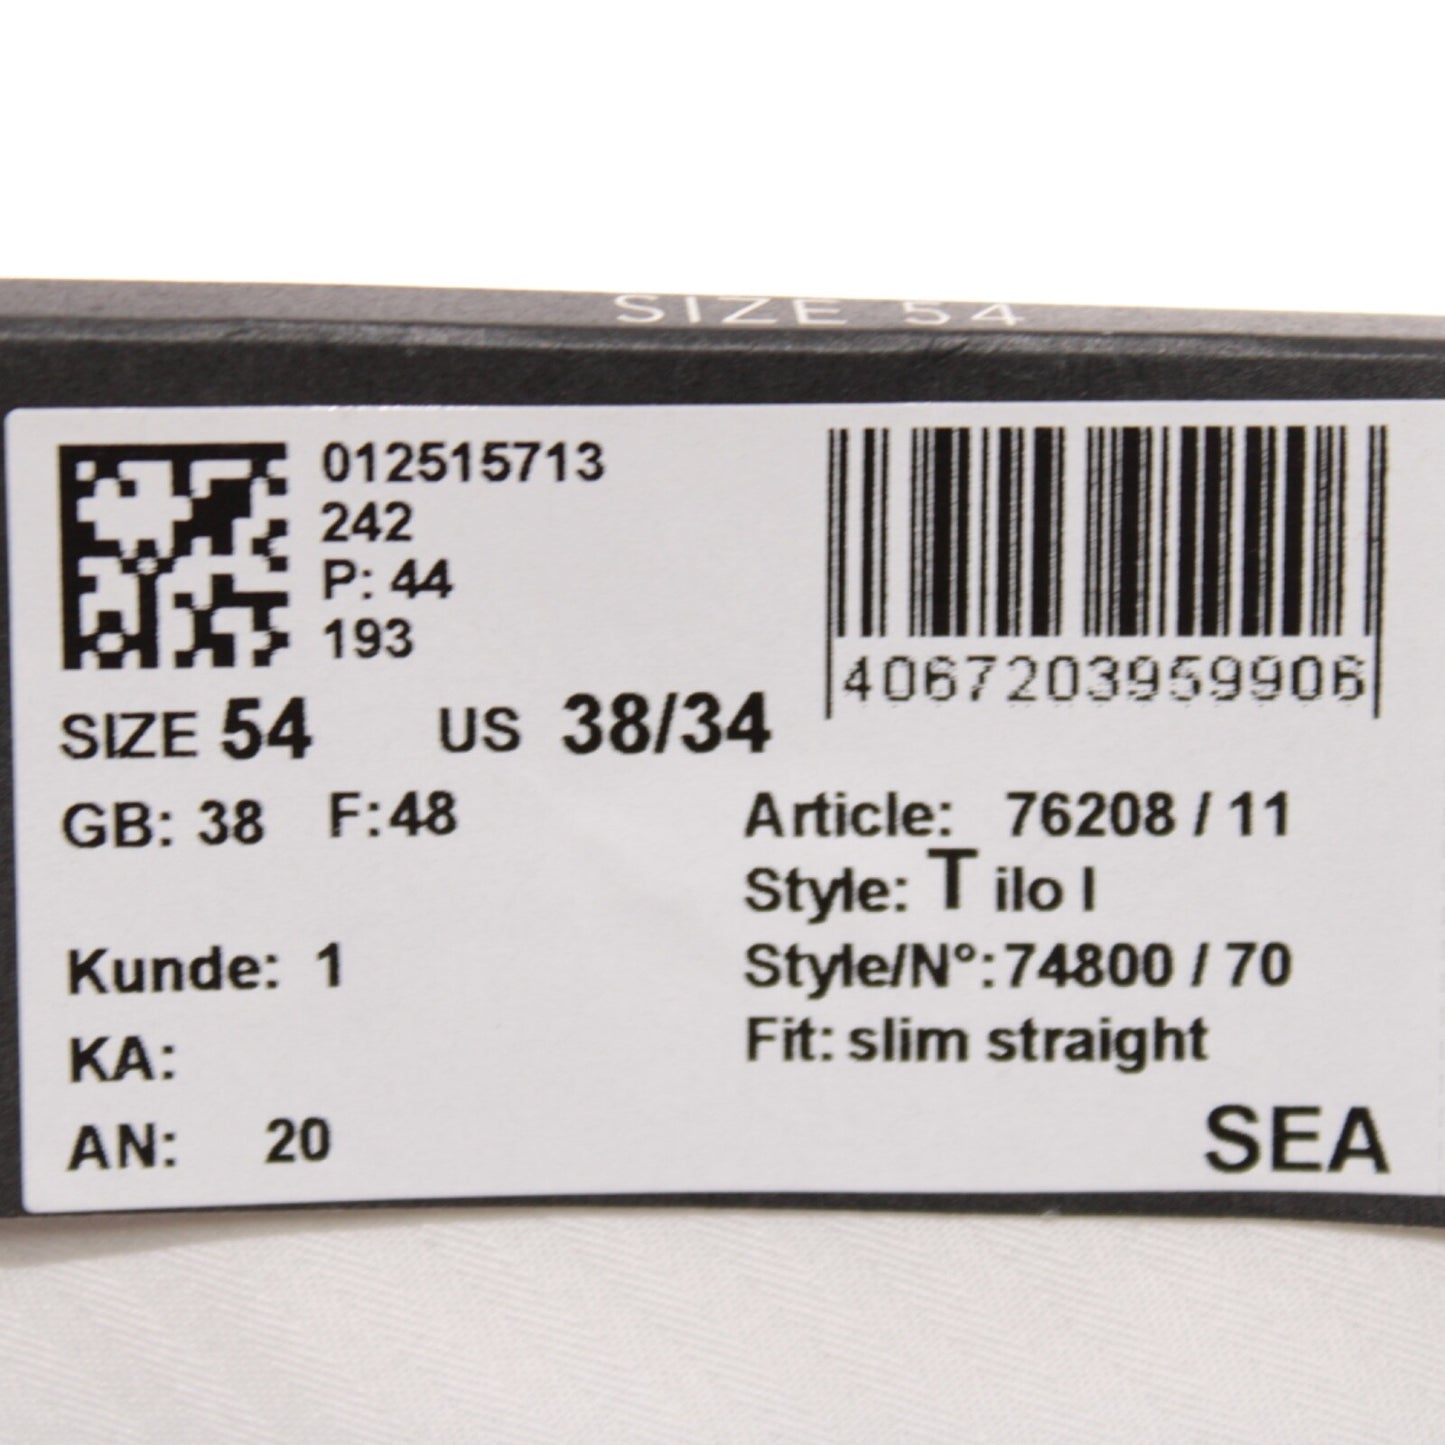 SIZE 54
012515713
242
P: 44
193
4067203959906
SIZE 54 US 38/34
GB: 38 F:48
Kunde: 1
KA:
AN: 20
Article: 76208 / 11
Style: T ilo I
Style/N°:74800 / 70
Fit: slim straight
SEA